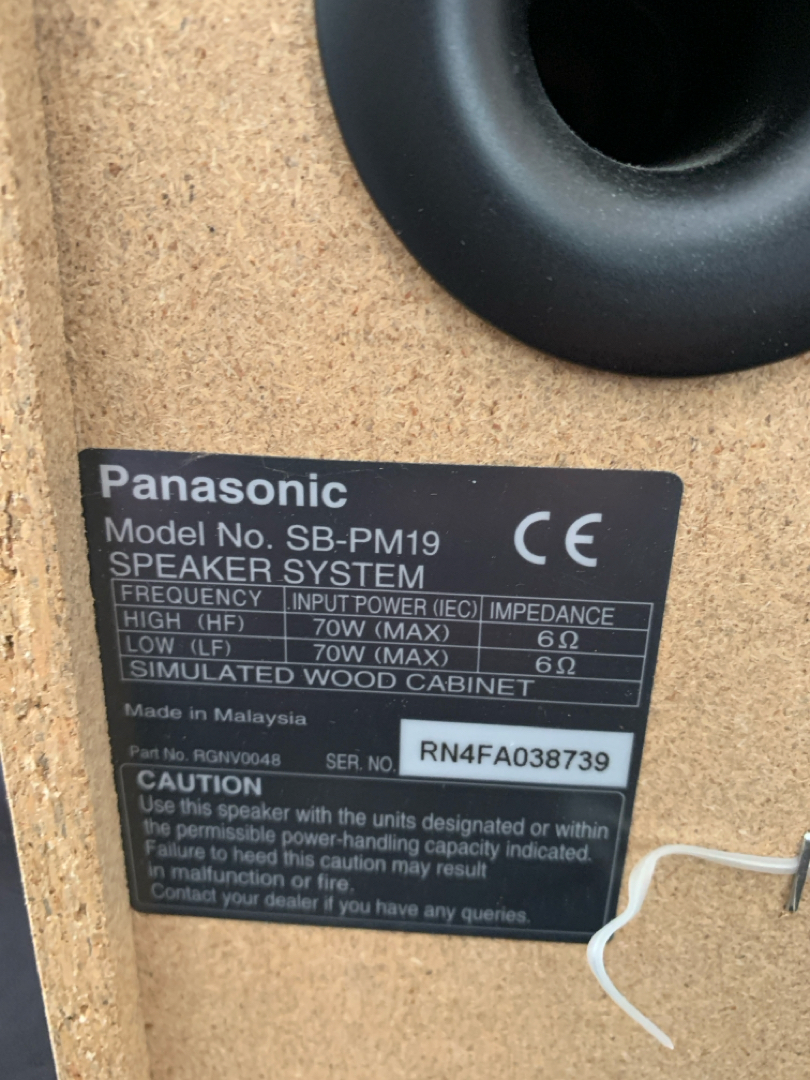 Panasonic
CE
Model No. SB-PM19
SPEAKER SYSTEM
FREQUENCY INPUT POWER (IEC) IMPEDANCE
HIGH (HF) 70W (MAX) 6Ω
LOW (LF) 70W (MAX) 6Ω
SIMULATED WOOD CABINET
Made in Malaysia
Part No. RGNV0048 SER. NO. RN4FA038739
CAUTION
Use this speaker with the units designated or within
the permissible power-handling capacity indicated.
Failure to heed this caution may result
in malfunction or fire.
Contact your dealer if you have any queries.